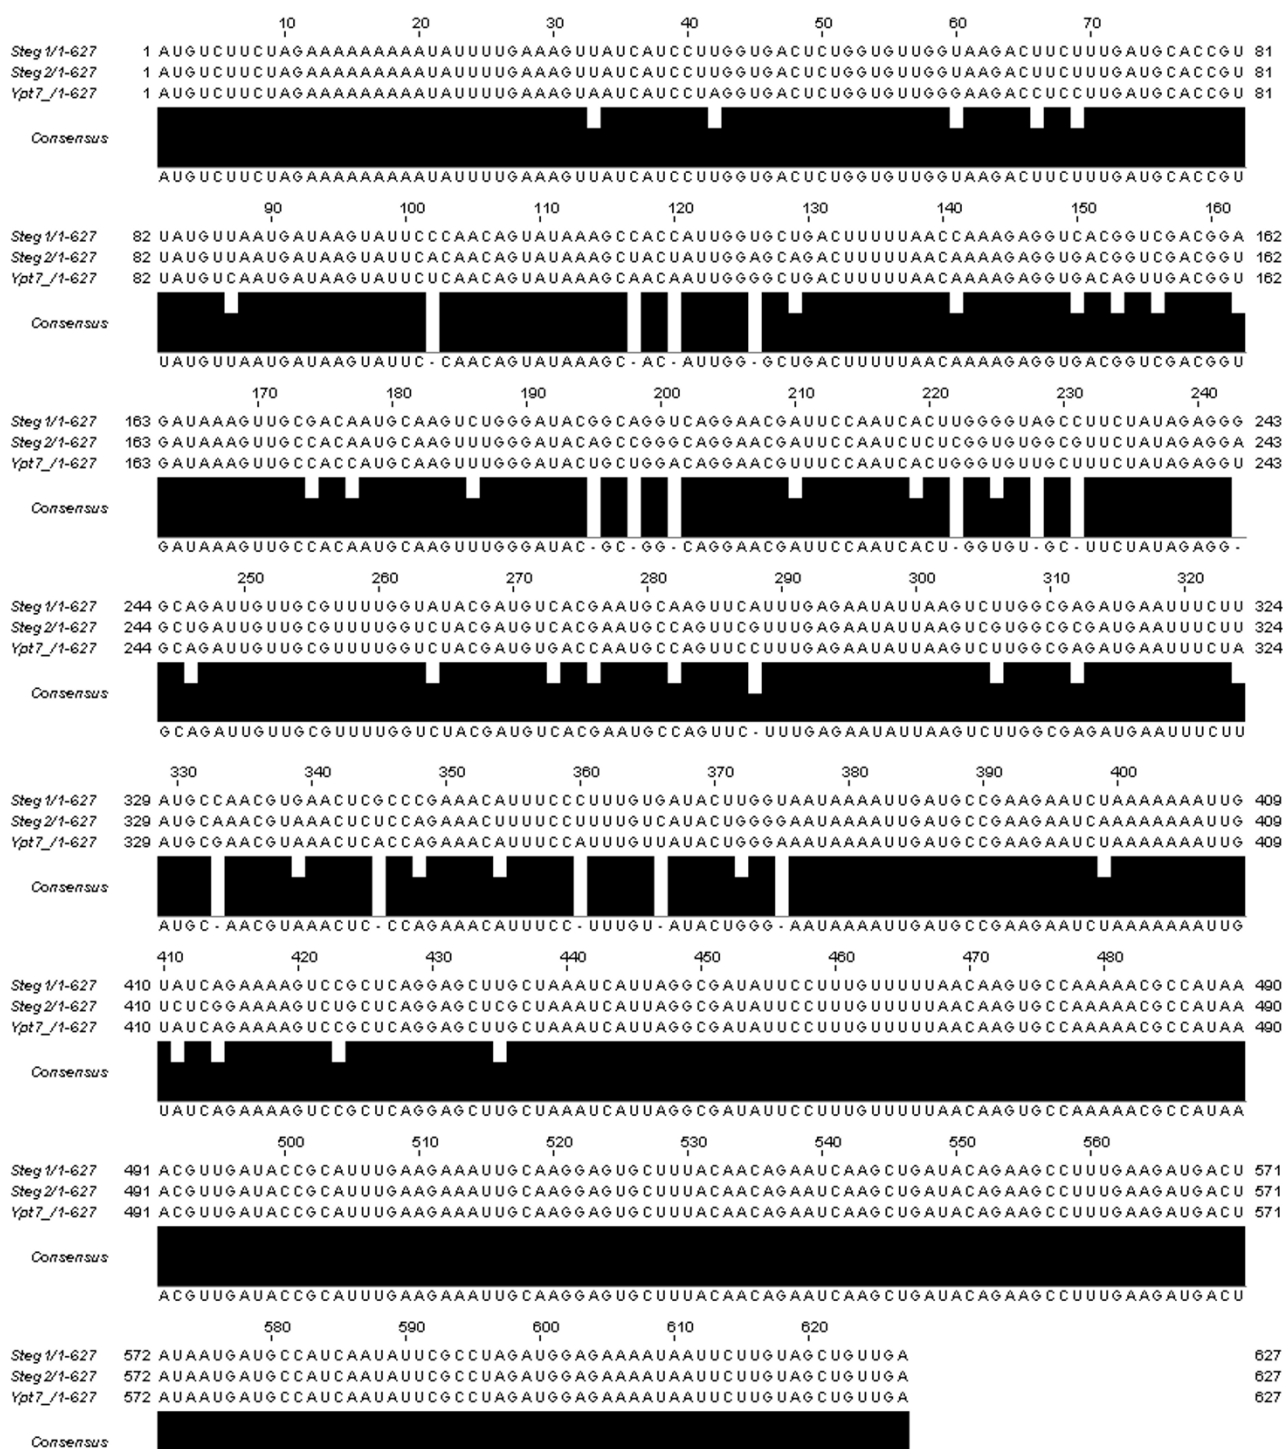 10 20 30 40 50 60 70
Steg1/1-627 1 AUGUCUUCUAGAAAAAAAAAUAUUUUGAAAGUUAUCAUCCUUGGUGACUCUGGUGUUGGUAAGACUUCUUUGAUGCACCGU 81
Steg2/1-627 1 AUGUCUUCUAGAAAAAAAAAUAUUUUGAAAGUUAUCAUCCUUGGUGACUCUGGUGUUGGUAAGACUUCUUUGAUGCACCGU 81
Ypt7_/1-627 1 AUGUCUUCUAGAAAAAAAAAUAUUUUGAAAGUAAUCAUCCUAGGUGACUCUGGUGUUGGGAAGACCUCCUUGAUGCACCGU 81
Consensus
AUGUCUUCUAGAAAAAAAAAUAUUUUGAAAGUUAUCAUCCUUGGUGACUCUGGUGUUGGUAAGACUUCUUUGAUGCACCGU
90 100 110 120 130 140 150 160
Steg1/1-627 82 UAUGUUAAUGAUAAGUAUUCCCAACAGUAUAAAGCCACCAUUGGUGCUGACUUUUUAACCAAAGAGGUCACGGUCGACGGA 162
Steg2/1-627 82 UAUGUUAAUGAUAAGUAUUCACAACAGUAUAAAGCUACUAUUGGAGCAGACUUUUUAACAAAAGAGGUGACGGUCGACGGU 162
Ypt7_/1-627 82 UAUGUCAAUGAUAAGUAUUCUCAACAGUAUAAAGCAACAAUUGGGGCUGACUUUUUAACAAAAGAGGUGACAGUUGACGGU 162
Consensus
UAUGUUAAUGAUAAGUAUUC-CAACAGUAUAAAGC-AC-AUUGG-GCUGACUUUUUAACAAAAGAGGUGACGGUCGACGGU
170 180 190 200 210 220 230 240
Steg1/1-627 163 GAUAAAGUUGCGACAAUGCAAGUCUGGGAUACGGCAGGUCAGGAACGAUUCCAAUCACUUGGGGUAGCCUUCUAUAGAGGG 243
Steg2/1-627 163 GAUAAAGUUGCCACAAUGCAAGUUUGGGAUACAGCCGGGCAGGAACGAUUCCAAUCUCUCGGUGUGGCGUUCUAUAGAGGA 243
Ypt7_/1-627 163 GAUAAAGUUGCCACCAUGCAAGUUUGGGAUACUGCUGGACAGGAACGUUUCCAAUCACUGGGUGUUGCUUUCUAUAGAGGU 243
Consensus
GAUAAAGUUGCCACAAUGCAAGUUUGGGAUAC-GC-GG-CAGGAACGAUUCCAAUCACU-GGUGU-GC-UUCUAUAGAGG-
250 260 270 280 290 300 310 320
Steg1/1-627 244 GCAGAUUGUUGCGUUUUGGUAUACGAUGUCACGAAUGCAAGUUCAUUUGAGAAUAUUAAGUCUUGGCGAGAUGAAUUUCUU 324
Steg2/1-627 244 GCUGAUUGUUGCGUUUUGGUCUACGAUGUCACGAAUGCCAGUUCGUUUGAGAAUAUUAAGUCGUGGCGCGAUGAAUUUCUU 324
Ypt7_/1-627 244 GCAGAUUGUUGCGUUUUGGUCUACGAUGUGACCAAUGCCAGUUCCUUUGAGAAUAUUAAGUCUUGGCGAGAUGAAUUUCUA 324
Consensus
GCAGAUUGUUGCGUUUUGGUCUACGAUGUCACGAAUGCCAGUUC-UUUGAGAAUAUUAAGUCUUGGCGAGAUGAAUUUCUU
330 340 350 360 370 380 390 400
Steg1/1-627 329 AUGCCAACGUGAACUCGCCCGAAACAUUUCCCUUUGUGAUACUUGGUAAUAAAAUUGAUGCCGAAGAAUCUAAAAAAAUUG 409
Steg2/1-627 329 AUGCAAACGUAAACUCUCCAGAAACUUUUCCUUUUGUCAUACUGGGGAAUAAAAUUGAUGCCGAAGAAUCAAAAAAAAUUG 409
Ypt7_/1-627 329 AUGCGAACGUAAACUCACCAGAAACAUUUCCAUUUGUUAUACUGGGAAAUAAAAUUGAUGCCGAAGAAUCUAAAAAAAUUG 409
Consensus
AUGC-AACGUAAACUC-CCAGAAACAUUUCC-UUUGU-AUACUGGG-AAUAAAAUUGAUGCCGAAGAAUCUAAAAAAAUUG
410 420 430 440 450 460 470 480
Steg1/1-627 410 UAUCAGAAAAGUCCGCUCAGGAGCUUGCUAAAUCAUUAGGCGAUAUUCCUUUGUUUUUAACAAGUGCCAAAAACGCCAUAA 490
Steg2/1-627 410 UCUCGGAAAAGUCUGCUCAGGAGCUCGCUAAAUCAUUAGGCGAUAUUCCUUUGUUUUUAACAAGUGCCAAAAACGCCAUAA 490
Ypt7_/1-627 410 UAUCAGAAAAGUCCGCUCAGGAGCUUGCUAAAUCAUUAGGCGAUAUUCCUUUGUUUUUAACAAGUGCCAAAAACGCCAUAA 490
Consensus
UAUCAGAAAAGUCCGCUCAGGAGCUUGCUAAAUCAUUAGGCGAUAUUCCUUUGUUUUUAACAAGUGCCAAAAACGCCAUAA
500 510 520 530 540 550 560
Steg1/1-627 491 ACGUUGAUACCGCAUUUGAAGAAAUUGCAAGGAGUGCUUUACAACAGAAUCAAGCUGAUACAGAAGCCUUUGAAGAUGACU 571
Steg2/1-627 491 ACGUUGAUACCGCAUUUGAAGAAAUUGCAAGGAGUGCUUUACAACAGAAUCAAGCUGAUACAGAAGCCUUUGAAGAUGACU 571
Ypt7_/1-627 491 ACGUUGAUACCGCAUUUGAAGAAAUUGCAAGGAGUGCUUUACAACAGAAUCAAGCUGAUACAGAAGCCUUUGAAGAUGACU 571
Consensus
ACGUUGAUACCGCAUUUGAAGAAAUUGCAAGGAGUGCUUUACAACAGAAUCAAGCUGAUACAGAAGCCUUUGAAGAUGACU
580 590 600 610 620
Steg1/1-627 572 AUAAUGAUGCCAUCAAUAUUCGCCUAGAUGGAGAAAAUAAUUCUUGUAGCUGUUGA 627
Steg2/1-627 572 AUAAUGAUGCCAUCAAUAUUCGCCUAGAUGGAGAAAAUAAUUCUUGUAGCUGUUGA 627
Ypt7_/1-627 572 AUAAUGAUGCCAUCAAUAUUCGCCUAGAUGGAGAAAAUAAUUCUUGUAGCUGUUGA 627
Consensus